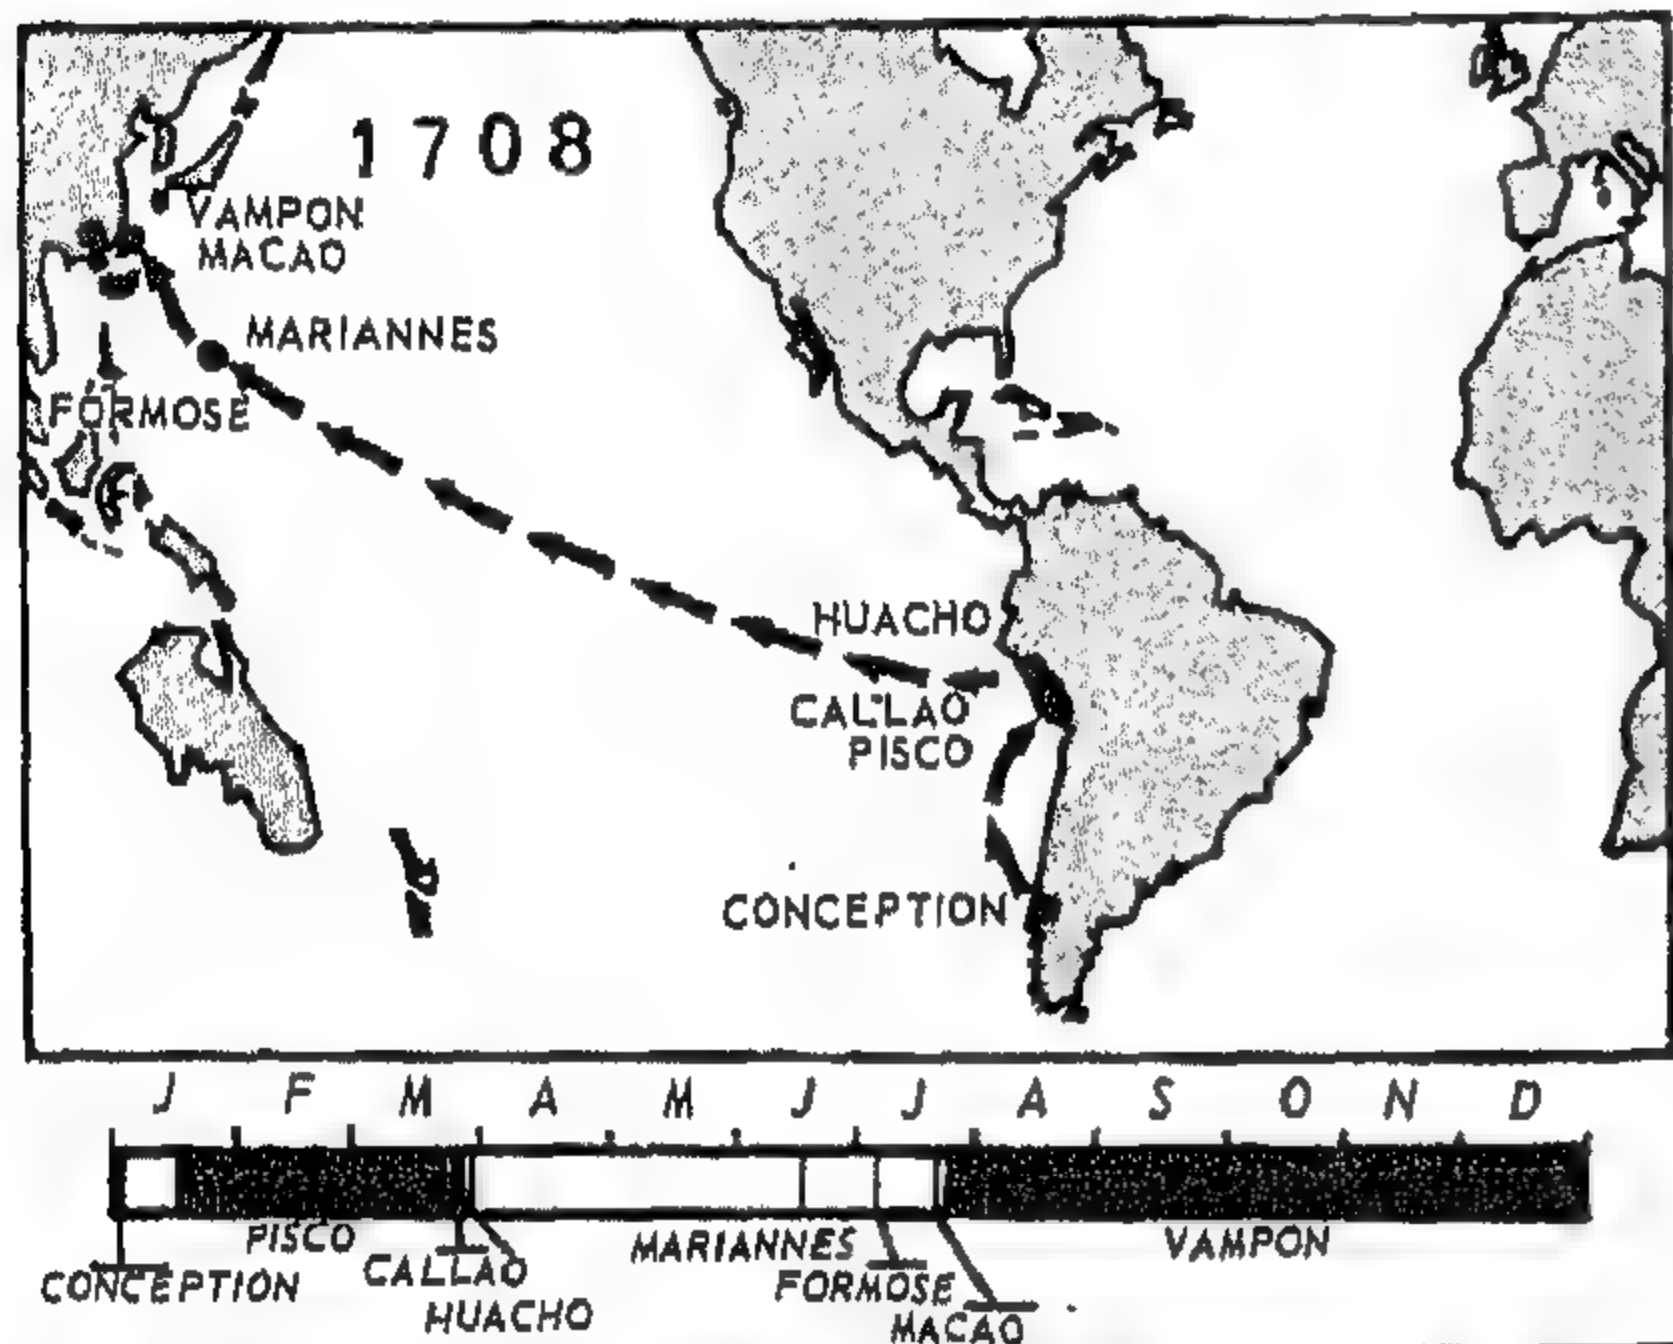 1708
VAMPON
MACAO
MARIANNES
FORMOSE
HUACHO
CALLAO
PISCO
CONCEPTION
J F M A M J J A S O N D
PISCO
MARIANNES
VAMPON
CONCEPTION
CALLAO
FORMOSE
HUACHO
MACAO